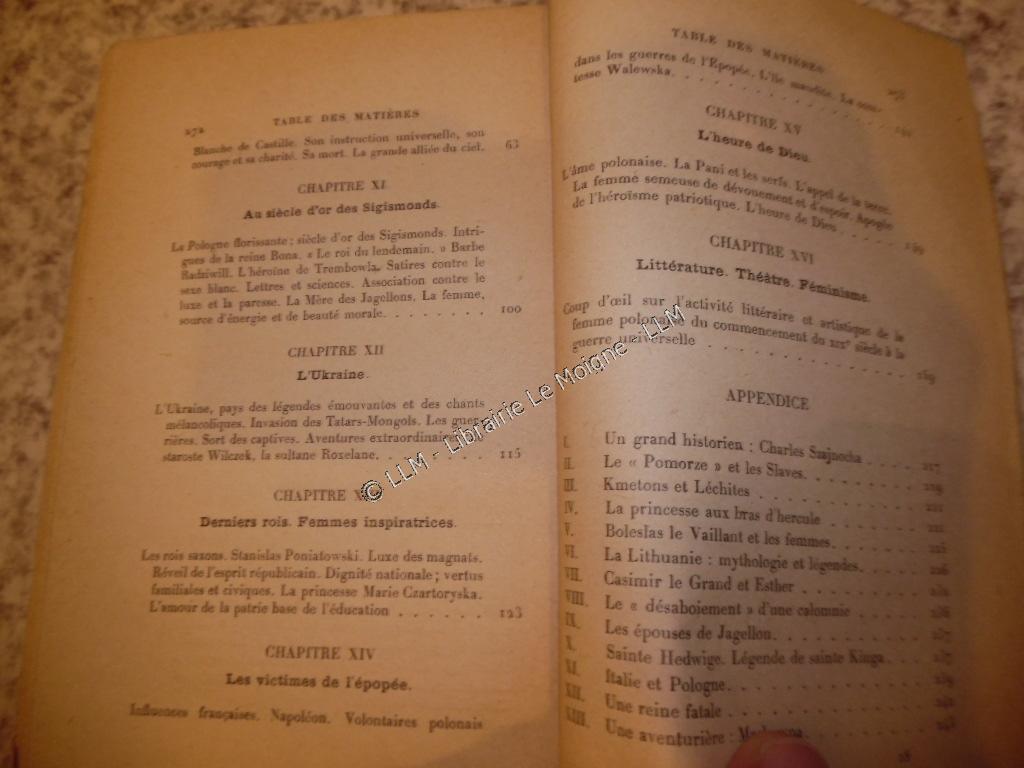 272 TABLE DES MATIÈRES
Blanche de Castille. Son instruction universelle, son
courage et sa charité. Sa mort. La grande alliée du ciel. 63
CHAPITRE XI
Au siècle d'or des Sigismonds.
La Pologne florissante ; siècle d'or des Sigismonds. Intri-
gues de la reine Bona. « Le roi du lendemain. » Barbe
Radziwill. L'héroïne de Trembowla. Satires contre le
sexe blanc. Lettres et sciences. Association contre le
luxe et la paresse. La Mère des Jagellons. La femme,
source d'énergie et de beauté morale. . . . . . . . 100
CHAPITRE XII
L'Ukraine.
L'Ukraine, pays des légendes émouvantes et des chants
mélancoliques. Invasion des Tatars-Mongols. Les guer-
rières. Sort des captives. Aventures extraordinaires
staroste Wilczek, la sultane Roxelane. . . . . . . . 115
CHAPITRE
Derniers rois. Femmes inspiratrices.
Les rois saxons. Stanislas Poniatowski. Luxe des magnats.
Réveil de l'esprit républicain. Dignité nationale ; vertus
familiales et civiques. La princesse Marie Czartoryska.
L'amour de la patrie base de l'éducation . . . . . . 123
CHAPITRE XIV
Les victimes de l'épopée.
Influences françaises. Napoléon. Volontaires polonais
TABLE DES MATIÈRES
dans les guerres de l'Épopée. L'île maudite. La com-
tesse Walewska. . . . . . . .
CHAPITRE XV
L'heure de Dieu.
L'âme polonaise. La Pani et les serfs. L'appel de la terre.
La femme semeuse de dévouement et d'espoir. Apogée
de l'héroïsme patriotique. L'heure de Dieu . . . . .
CHAPITRE XVI
Littérature. Théâtre. Féminisme.
Coup d'œil sur l'activité littéraire et artistique de la
femme polonaise du commencement du XIXe siècle à la
guerre universelle . . . . . . . .
APPENDICE
I. Un grand historien : Charles Szajnocha . . . . 217
II. Le « Pomorze » et les Slaves. . . . . . . .
III. Kmetons et Léchites . . . . . . . .
IV. La princesse aux bras d'hercule . . . . . .
V. Boleslas le Vaillant et les femmes. . . . . .
VI. La Lithuanie : mythologie et légendes. . . . 226
VII. Casimir le Grand et Esther . . . . . .
VIII. Le « désaboiement » d'une calomnie . . . . 236
IX. Les épouses de Jagellon. . . . . . . 237
X. Sainte Hedwige. Légende de sainte Kinga. . .
XI. Italie et Pologne. . . . . . . .
XII. Une reine fatale . . . . . . . .
XIII. Une aventurière :
18
© LLM - Librairie Le Moigne - LLM